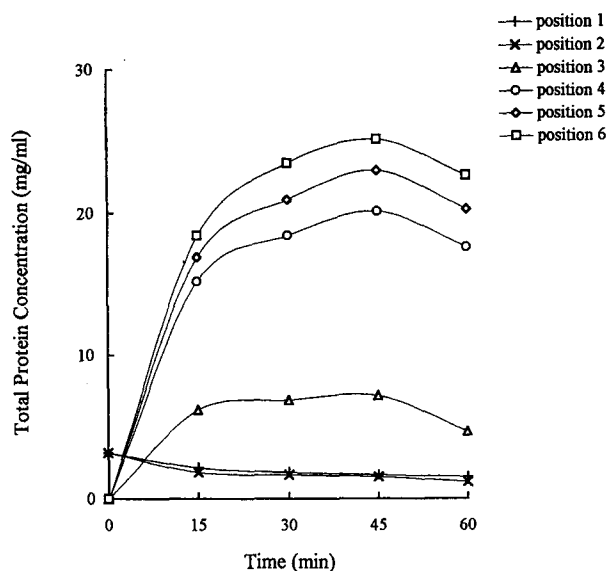 position 1
position 2
position 3
position 4
position 5
position 6
30
20
10
0
Total Protein Concentration (mg/ml)
0 15 30 45 60
Time (min)